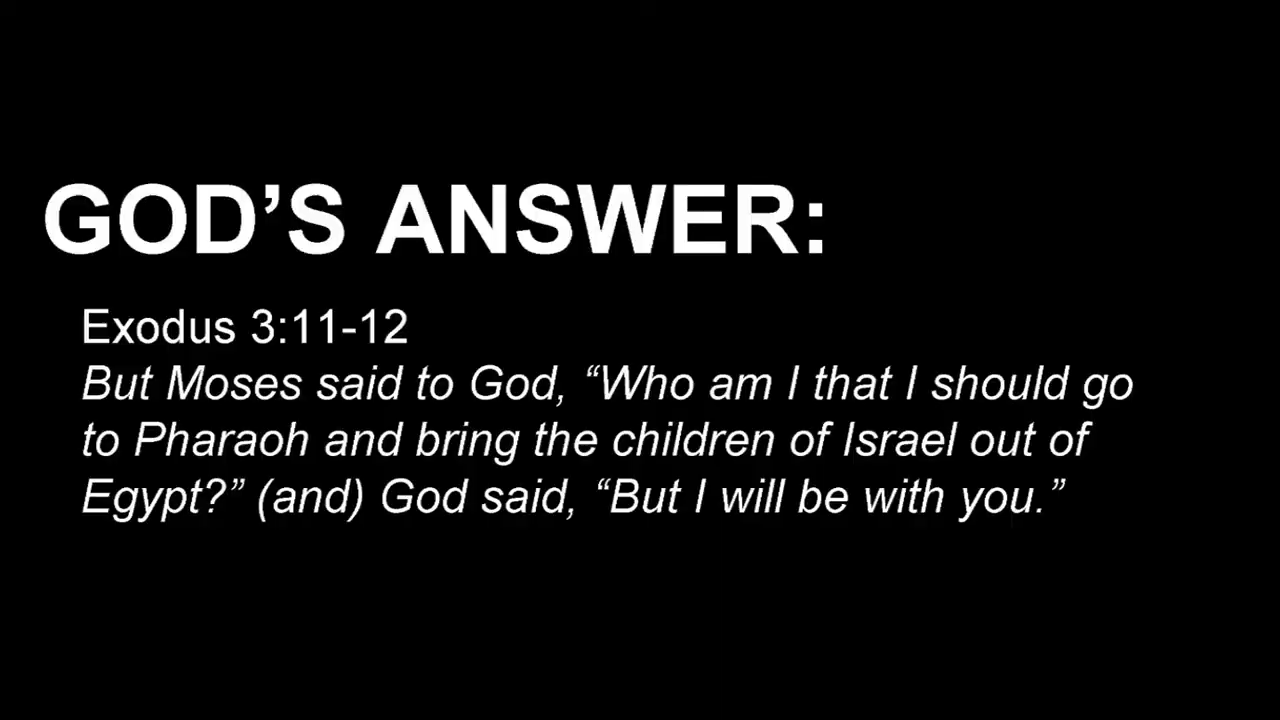 GOD’S ANSWER:
Exodus 3:11-12
But Moses said to God, “Who am I that I should go
to Pharaoh and bring the children of Israel out of
Egypt?” (and) God said, “But I will be with you.”